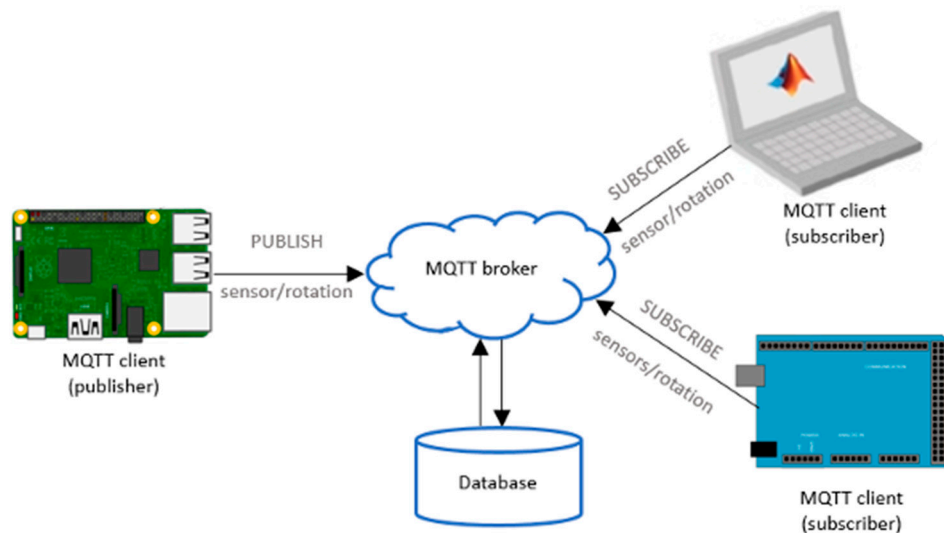 MQTT client
(subscriber)
SUBSCRIBE
sensor/rotation
PUBLISH
sensor/rotation
MQTT broker
MQTT client
(publisher)
SUBSCRIBE
sensors/rotation
Database
MQTT client
(subscriber)